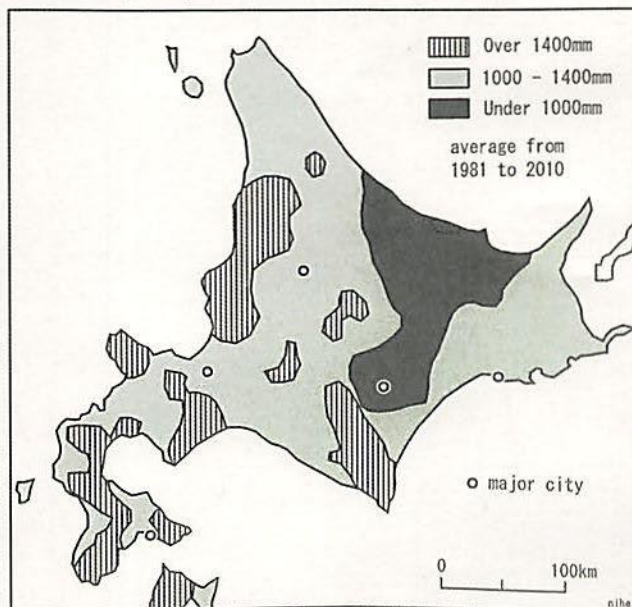 Over 1400mm
1000 - 1400mm
Under 1000mm
average from
1981 to 2010
major city
0 100km